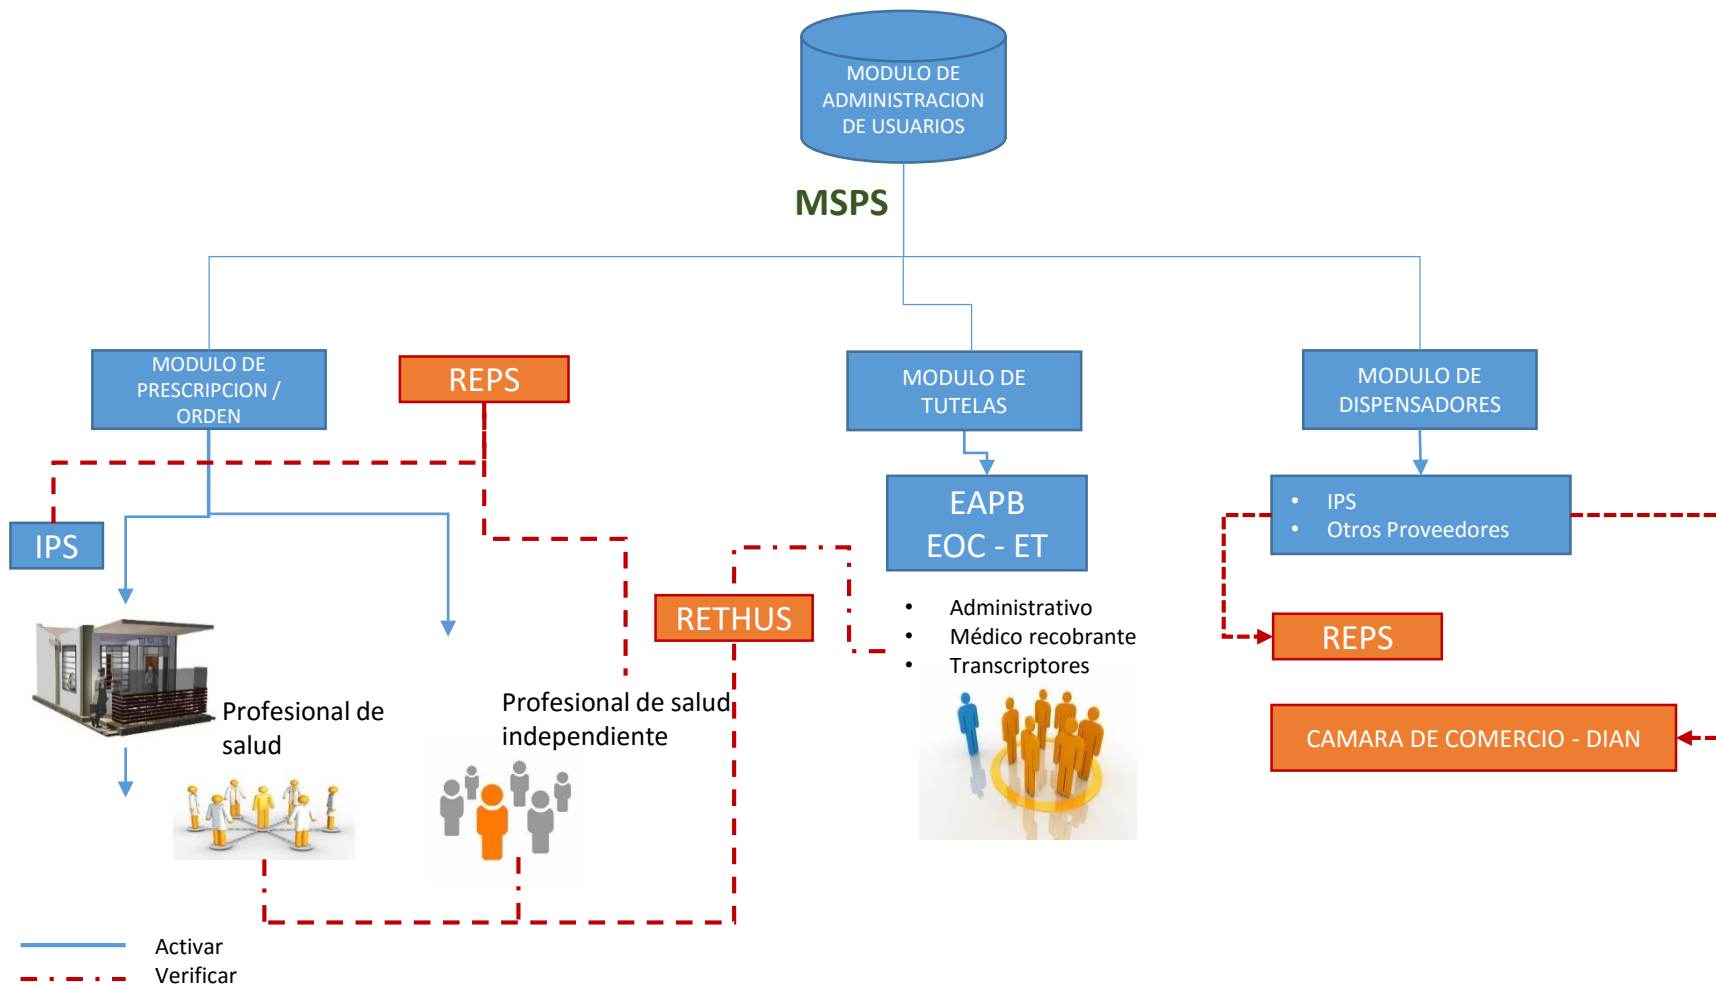 MODULO DE
ADMINISTRACION
DE USUARIOS
MSPS
MODULO DE
PRESCRIPCION /
ORDEN
REPS
MODULO DE
TUTELAS
MODULO DE
DISPENSADORES
IPS
EAPB
EOC - ET
• IPS
• Otros Proveedores
RETHUS
• Administrativo
• Médico recobrante
• Transcriptores
REPS
Profesional de
salud
Profesional de salud
independiente
CAMARA DE COMERCIO - DIAN
Activar
Verificar